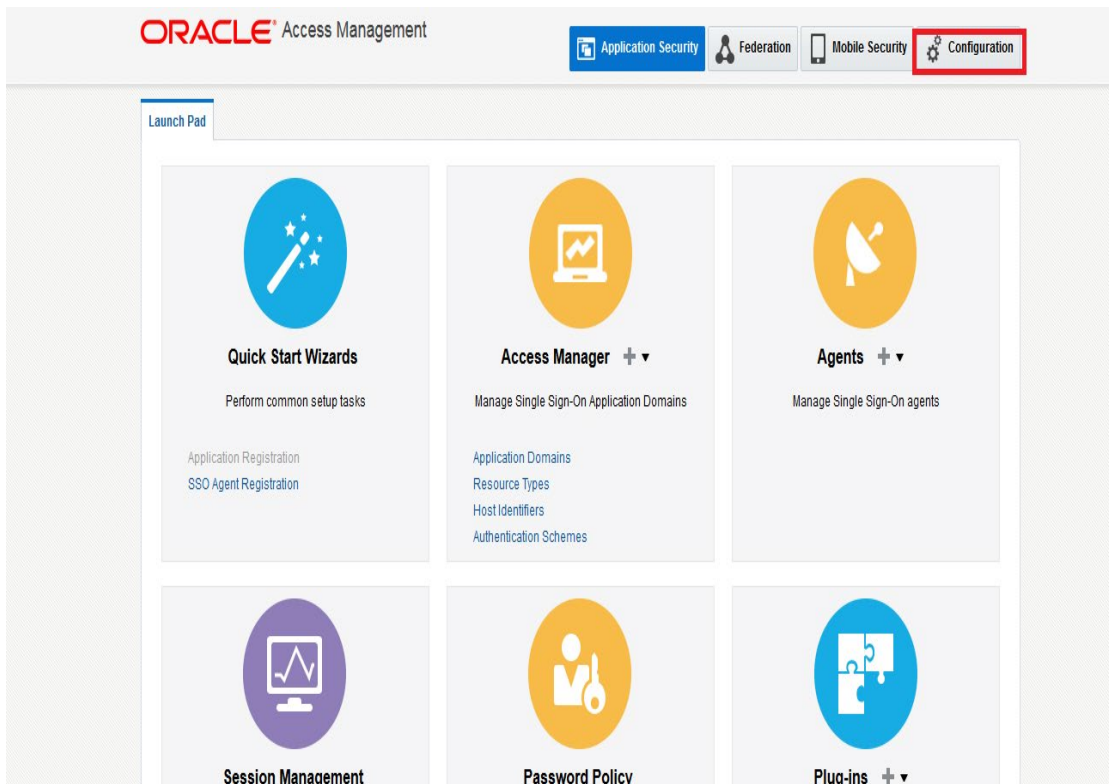 ORACLE® Access Management
Application Security
Federation
Mobile Security
Configuration
Launch Pad
Quick Start Wizards
Perform common setup tasks
Application Registration
SSO Agent Registration
Access Manager
Manage Single Sign-On Application Domains
Application Domains
Resource Types
Host Identifiers
Authentication Schemes
Agents
Manage Single Sign-On agents
Session Management
Password Policy
Plug-ins